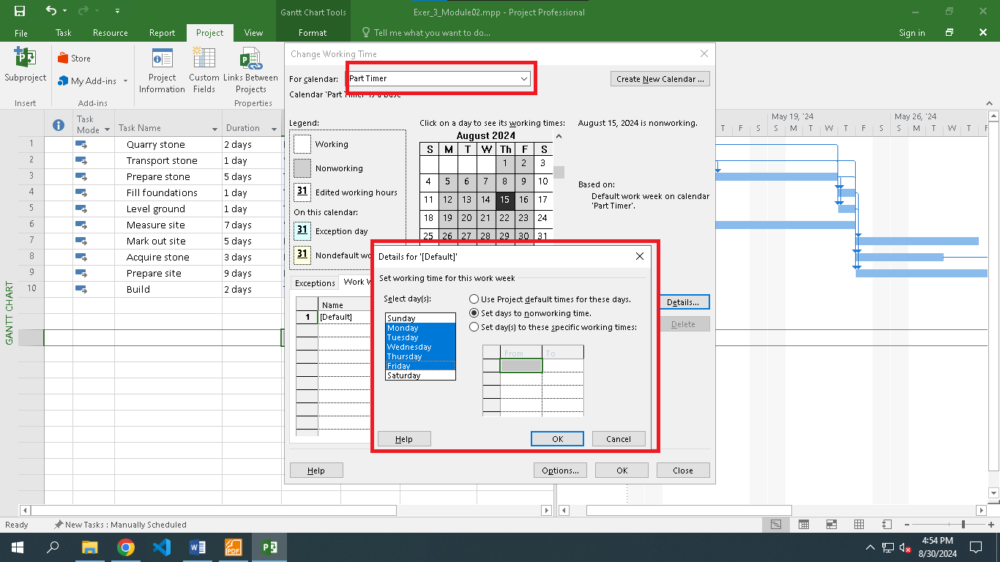 Gantt Chart Tools
Exer_3_Module02.mpp - Project Professional
File
Task
Resource
Report
Project
View
Format
Tell me what you want to do...
Sign in
Subproject
Insert
Store
My Add-ins
Add-ins
Project Information
Custom Fields
Links Between Projects
Properties
Change Working Time
For calendar:
Part Timer
Create New Calendar ...
Calendar 'Part Timer' is a base
Legend:
Working
Nonworking
31 Edited working hours
On this calendar:
31 Exception day
31 Nondefault wo
Click on a day to see its working times:
August 2024
S M T W Th F S
1 2 3
4 5 6 7 8 9 10
11 12 13 14 15 16 17
18 19 20 21 22 23 24
25 26 27 28 29 30 31
August 15, 2024 is nonworking.
Based on:
Default work week on calendar
'Part Timer'.
Exceptions
Work W
Name
1 [Default]
Details...
Delete
Details for '[Default]'
Set working time for this work week
Select day(s):
Sunday
Monday
Tuesday
Wednesday
Thursday
Friday
Saturday
Use Project default times for these days.
Set days to nonworking time.
Set day(s) to these specific working times:
From To
Help
OK
Cancel
Help
Options...
OK
Close
Task Mode
Task Name
Duration
1 Quarry stone 2 days
2 Transport stone 1 day
3 Prepare stone 5 days
4 Fill foundations 1 day
5 Level ground 1 day
6 Measure site 7 days
7 Mark out site 5 days
8 Acquire stone 3 days
9 Prepare site 9 days
10 Build 2 days
GANTT CHART
May 19, '24
May 26, '24
T F S S M T W T F S S M T W T F
Ready
New Tasks : Manually Scheduled
4:54 PM
8/30/2024